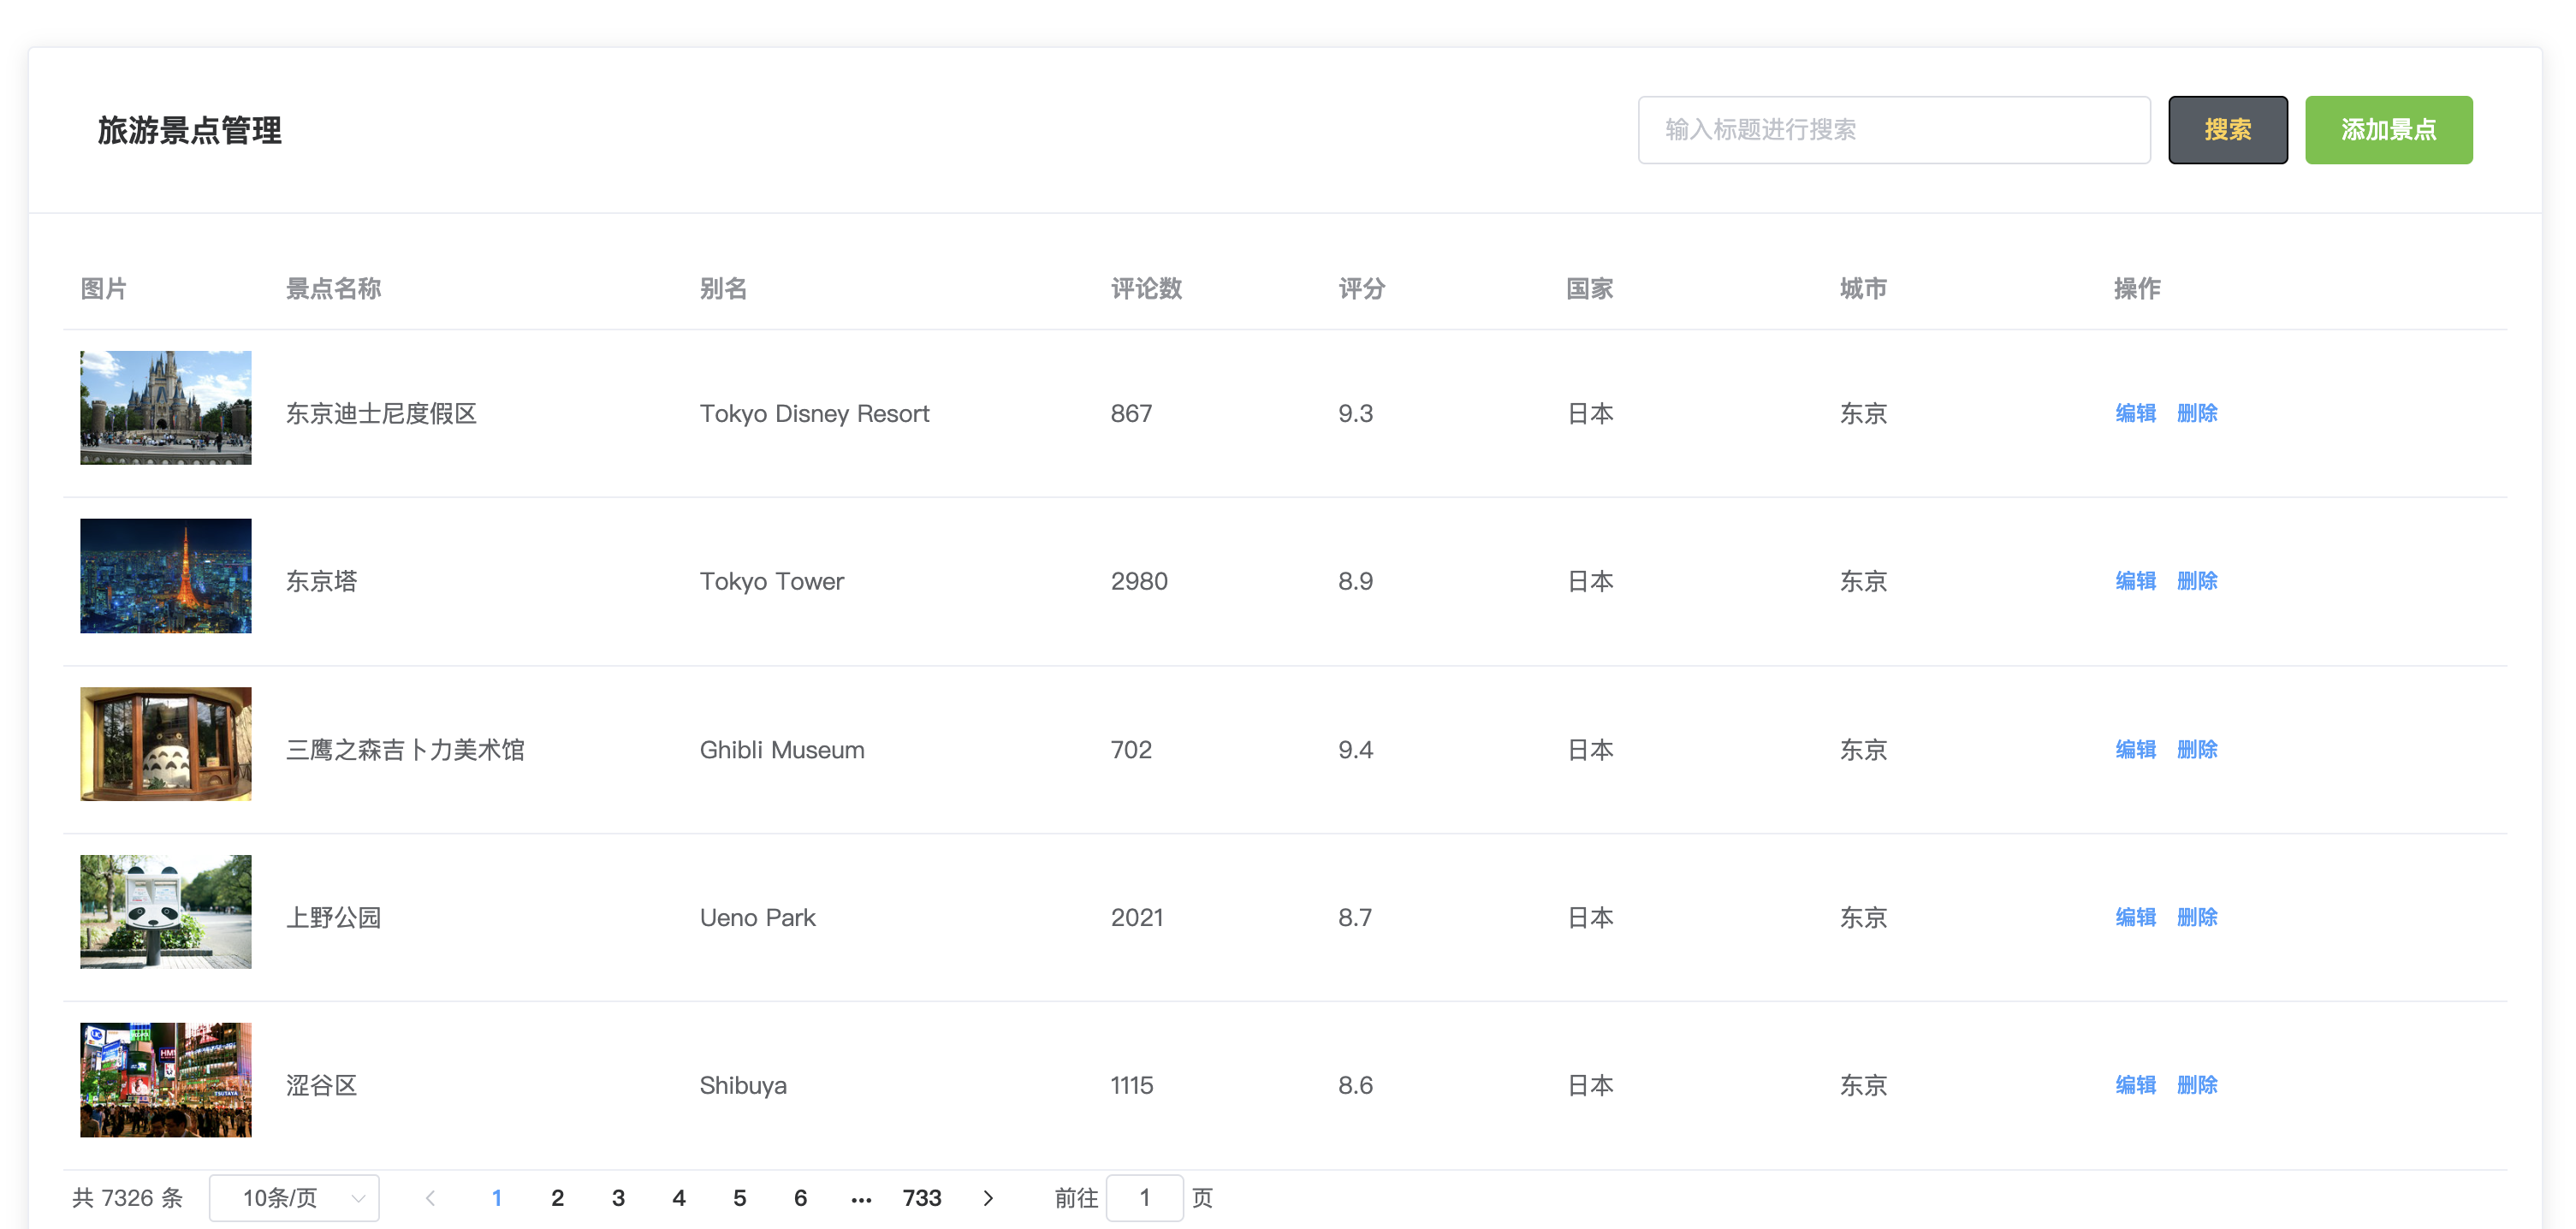 旅游景点管理
输入标题进行搜索 搜索 添加景点
图片 景点名称 别名 评论数 评分 国家 城市 操作
东京迪士尼度假区 Tokyo Disney Resort 867 9.3 日本 东京 编辑 删除
东京塔 Tokyo Tower 2980 8.9 日本 东京 编辑 删除
三鹰之森吉卜力美术馆 Ghibli Museum 702 9.4 日本 东京 编辑 删除
上野公园 Ueno Park 2021 8.7 日本 东京 编辑 删除
HM
TSUTAYA
涩谷区 Shibuya 1115 8.6 日本 东京 编辑 删除
共 7326 条 10条/页 1 2 3 4 5 6 ... 733 前往 1 页